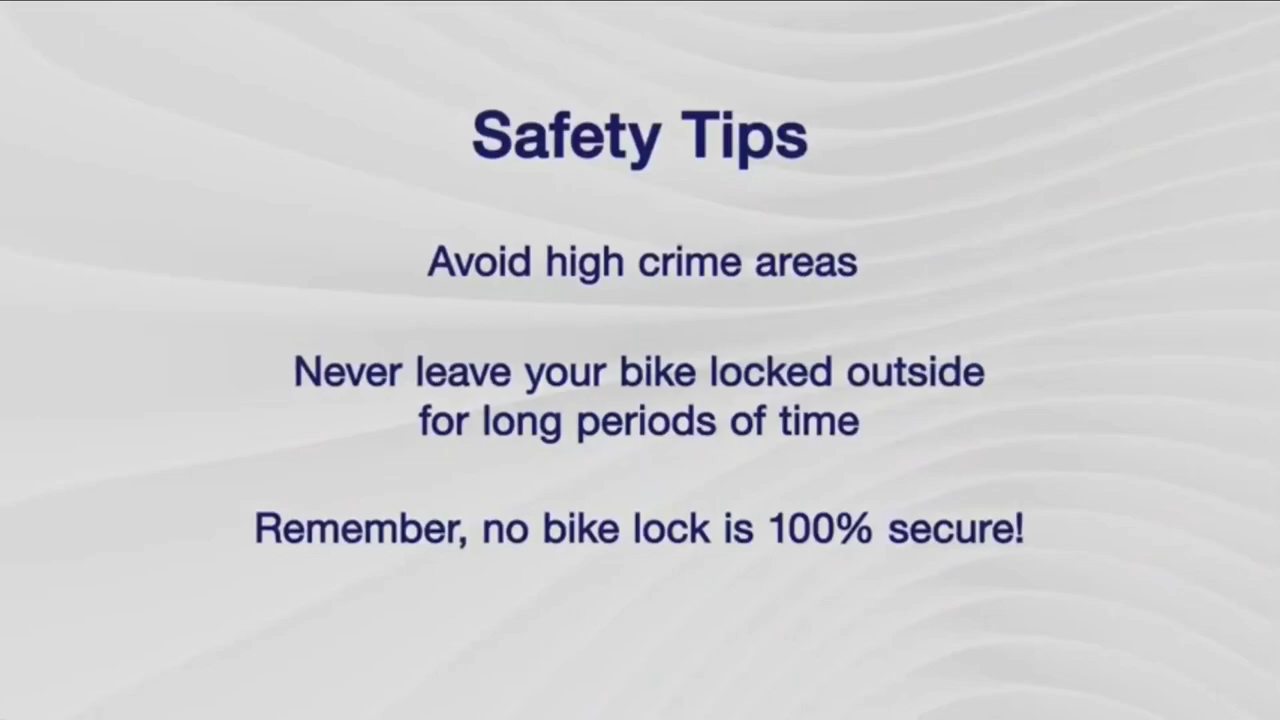 Safety Tips
Avoid high crime areas
Never leave your bike locked outside
for long periods of time
Remember, no bike lock is 100% secure!